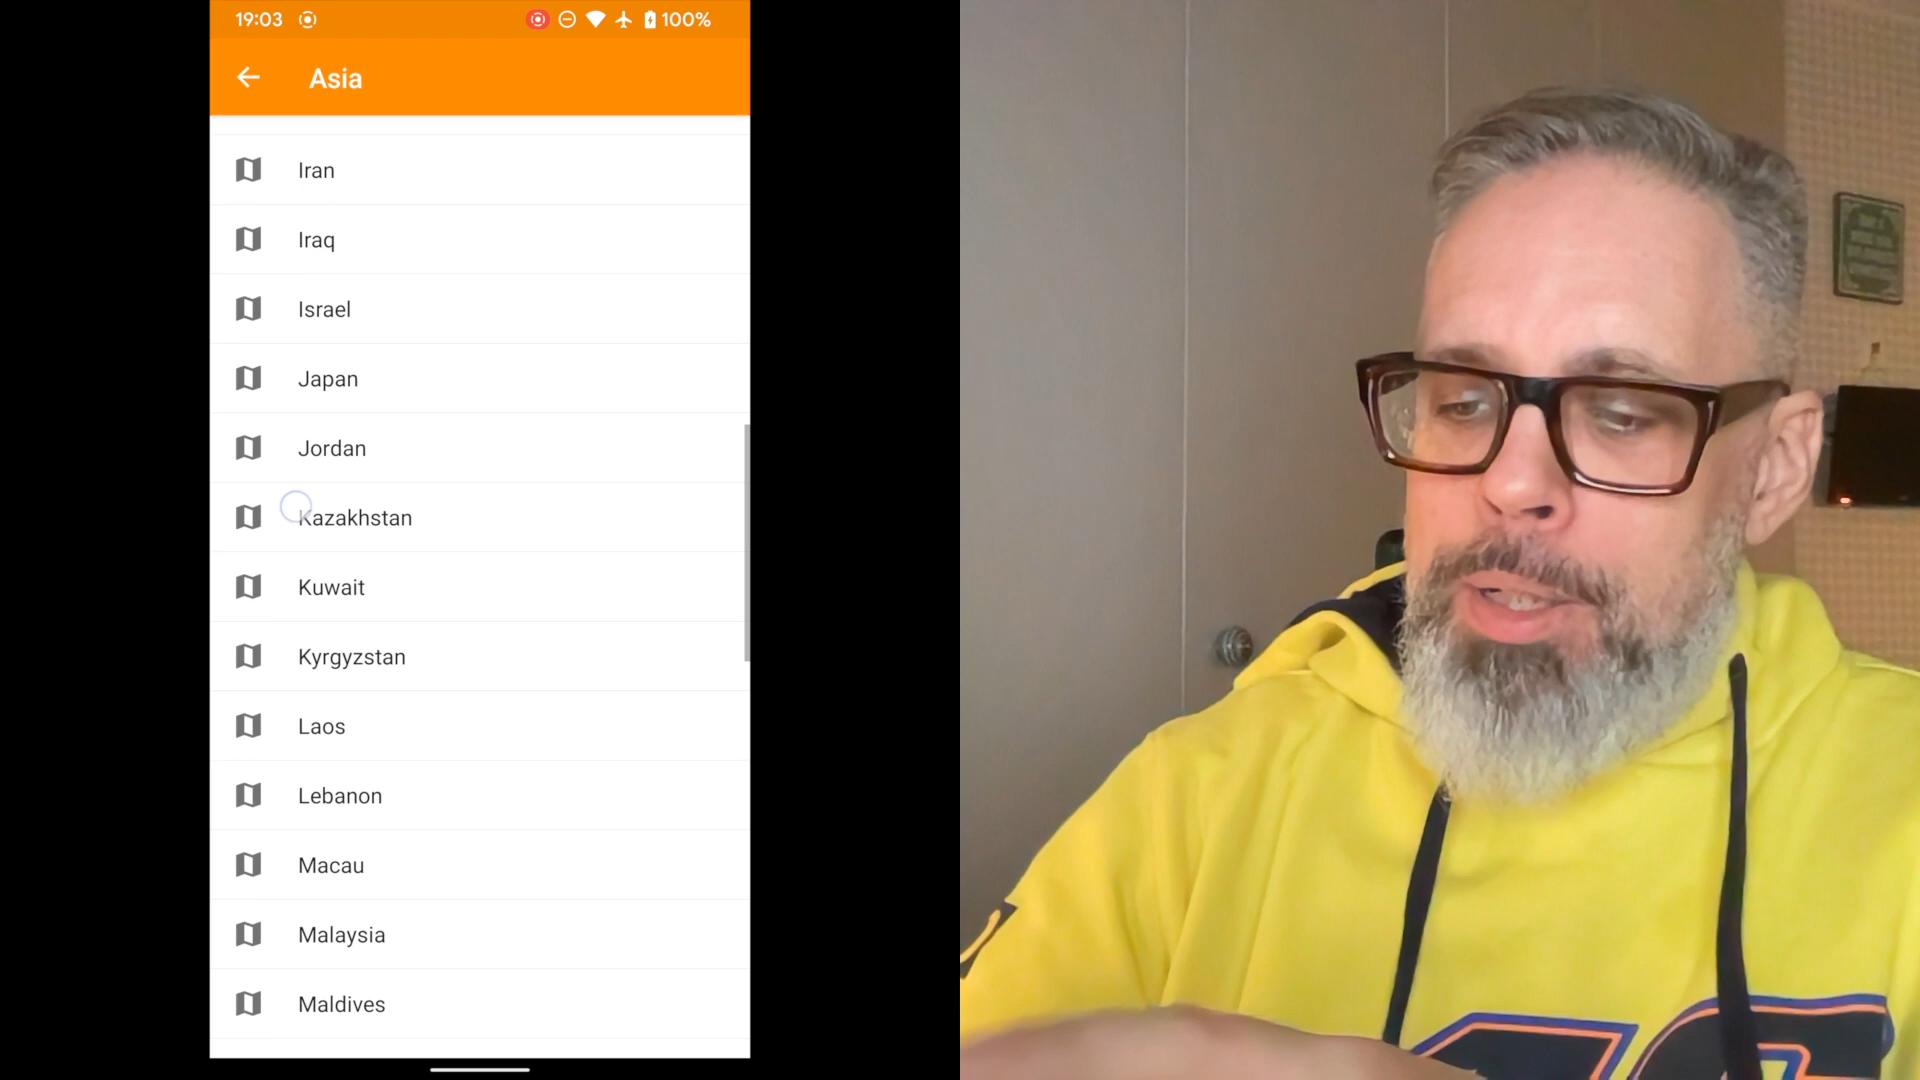 19:03 100%
Asia
Iran
Iraq
Israel
Japan
Jordan
Kazakhstan
Kuwait
Kyrgyzstan
Laos
Lebanon
Macau
Malaysia
Maldives